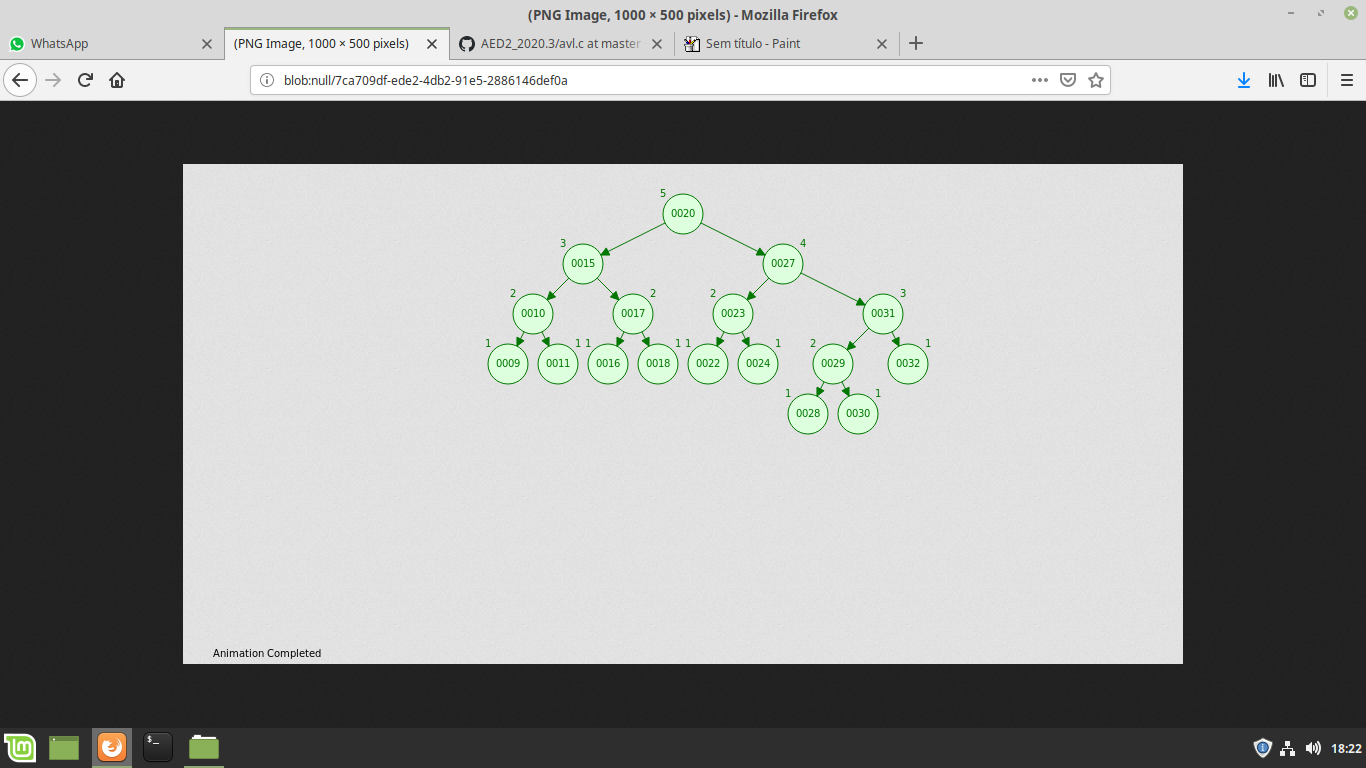 (PNG Image, 1000 × 500 pixels) - Mozilla Firefox
WhatsApp
(PNG Image, 1000 × 500 pixels)
AED2_2020.3/avl.c at master
Sem título - Paint
blob:null/7ca709df-ede2-4db2-91e5-2886146def0a
5
0020
3 4
0015 0027
2 2 2 3
0010 0017 0023 0031
1 1 1 1 1 1 2 1
0009 0011 0016 0018 0022 0024 0029 0032
1 1
0028 0030
Animation Completed
18:22